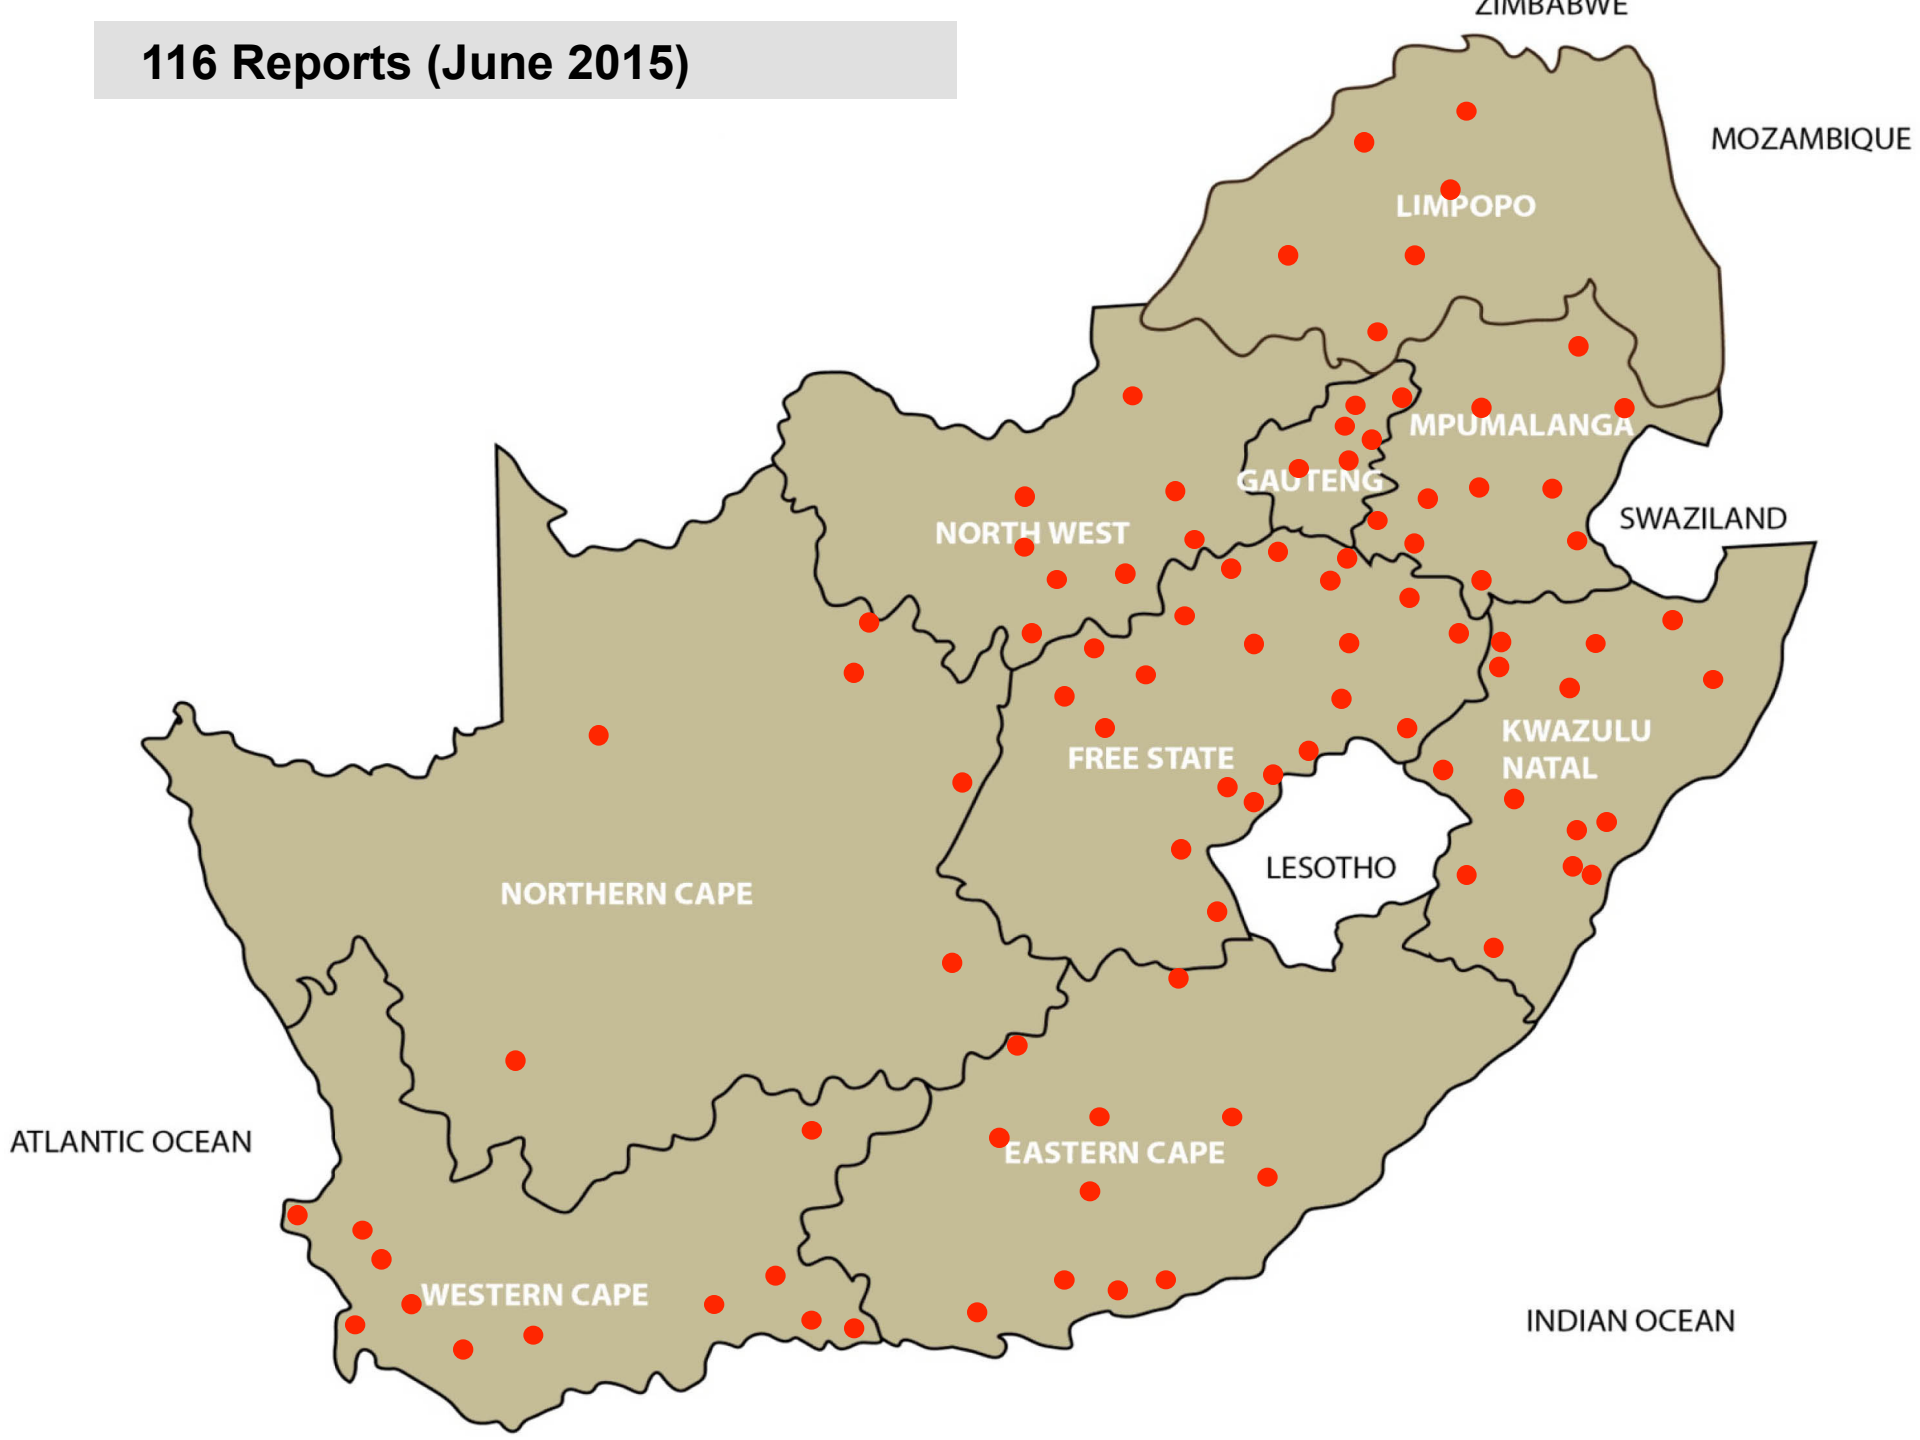 ZIMBABWE
116 Reports (June 2015)
MOZAMBIQUE
LIMPOPO
MPUMALANGA
GAUTENG
SWAZILAND
NORTH WEST
KWAZULU
NATAL
FREE STATE
LESOTHO
NORTHERN CAPE
ATLANTIC OCEAN
EASTERN CAPE
WESTERN CAPE
INDIAN OCEAN